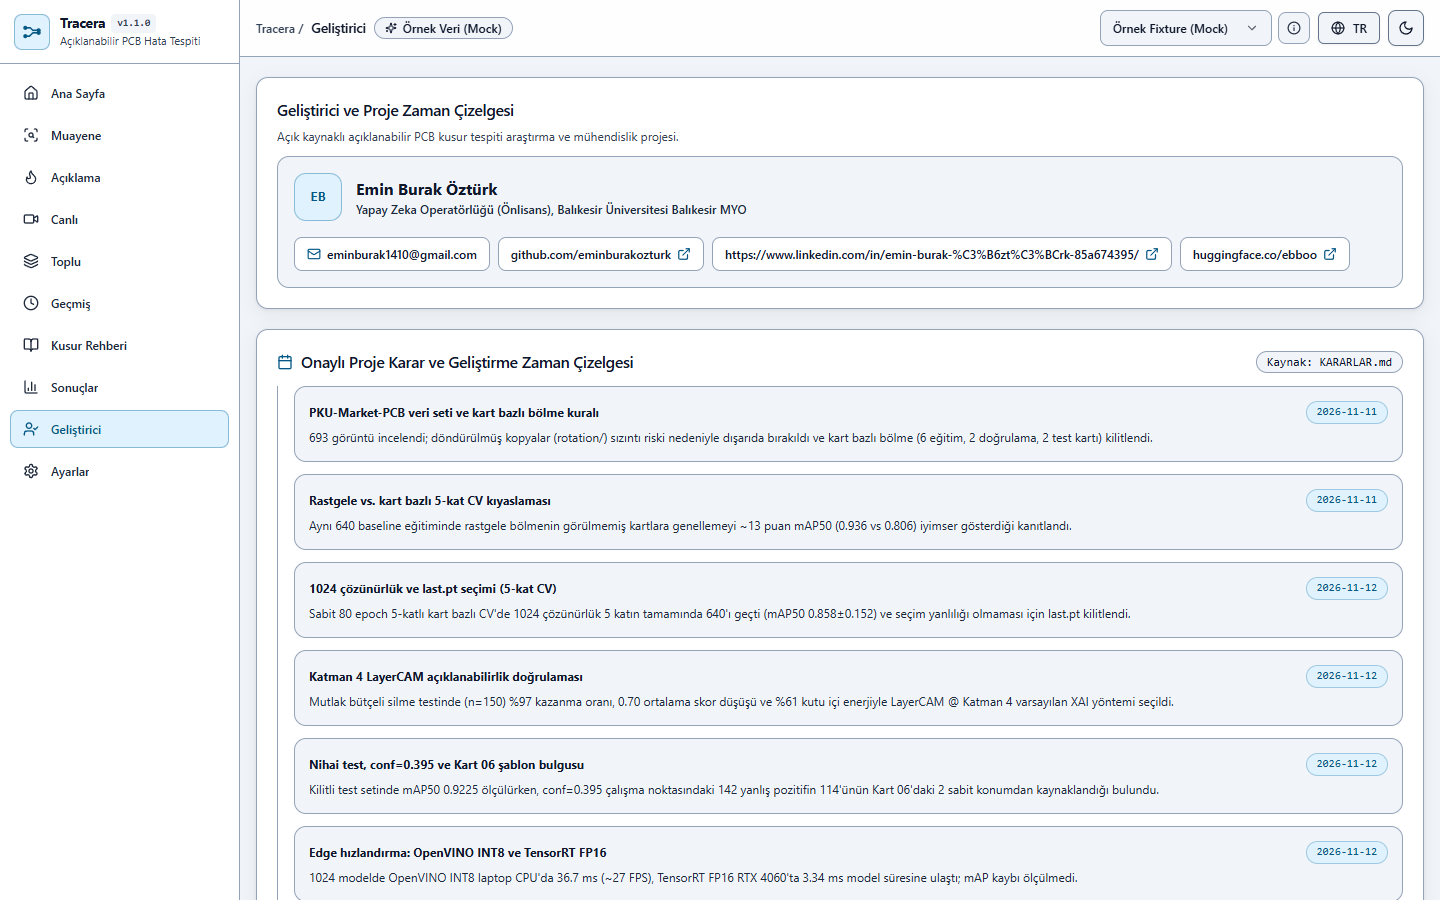 Tracera v1.1.0
Açıklanabilir PCB Hata Tespiti
Ana Sayfa
Muayene
Açıklama
Canlı
Toplu
Geçmiş
Kusur Rehberi
Sonuçlar
Geliştirici
Ayarlar
Tracera / Geliştirici Örnek Veri (Mock)
Örnek Fixture (Mock) TR
Geliştirici ve Proje Zaman Çizelgesi
Açık kaynaklı açıklanabilir PCB kusur tespiti araştırma ve mühendislik projesi.
EB
Emin Burak Öztürk
Yapay Zeka Operatörlüğü (Önlisans), Balıkesir Üniversitesi Balıkesir MYO
eminburak1410@gmail.com
github.com/eminburakozturk
https://www.linkedin.com/in/emin-burak-%C3%B6zt%C3%BCrk-85a674395/
huggingface.co/ebboo
Onaylı Proje Karar ve Geliştirme Zaman Çizelgesi
Kaynak: KARARLAR.md
PKU-Market-PCB veri seti ve kart bazlı bölme kuralı
2026-11-11
693 görüntü incelendi; döndürülmüş kopyalar (rotation/) sızıntı riski nedeniyle dışarıda bırakıldı ve kart bazlı bölme (6 eğitim, 2 doğrulama, 2 test kartı) kilitlendi.
Rastgele vs. kart bazlı 5-kat CV kıyaslaması
2026-11-11
Aynı 640 baseline eğitiminde rastgele bölmenin görülmemiş kartlara genellemeyi ~13 puan mAP50 (0.936 vs 0.806) iyimser gösterdiği kanıtlandı.
1024 çözünürlük ve last.pt seçimi (5-kat CV)
2026-11-12
Sabit 80 epoch 5-katlı kart bazlı CV'de 1024 çözünürlük 5 katın tamamında 640'ı geçti (mAP50 0.858±0.152) ve seçim yanlılığı olmaması için last.pt kilitlendi.
Katman 4 LayerCAM açıklanabilirlik doğrulaması
2026-11-12
Mutlak bütçeli silme testinde (n=150) %97 kazanma oranı, 0.70 ortalama skor düşüşü ve %61 kutu içi enerjiyle LayerCAM @ Katman 4 varsayılan XAI yöntemi seçildi.
Nihai test, conf=0.395 ve Kart 06 şablon bulgusu
2026-11-12
Kilitli test setinde mAP50 0.9225 ölçülürken, conf=0.395 çalışma noktasındaki 142 yanlış pozitifin 114'ünün Kart 06'daki 2 sabit konumdan kaynaklandığı bulundu.
Edge hızlandırma: OpenVINO INT8 ve TensorRT FP16
2026-11-12
1024 modelde OpenVINO INT8 laptop CPU'da 36.7 ms (~27 FPS), TensorRT FP16 RTX 4060'ta 3.34 ms model süresine ulaştı; mAP kaybı ölçülmedi.